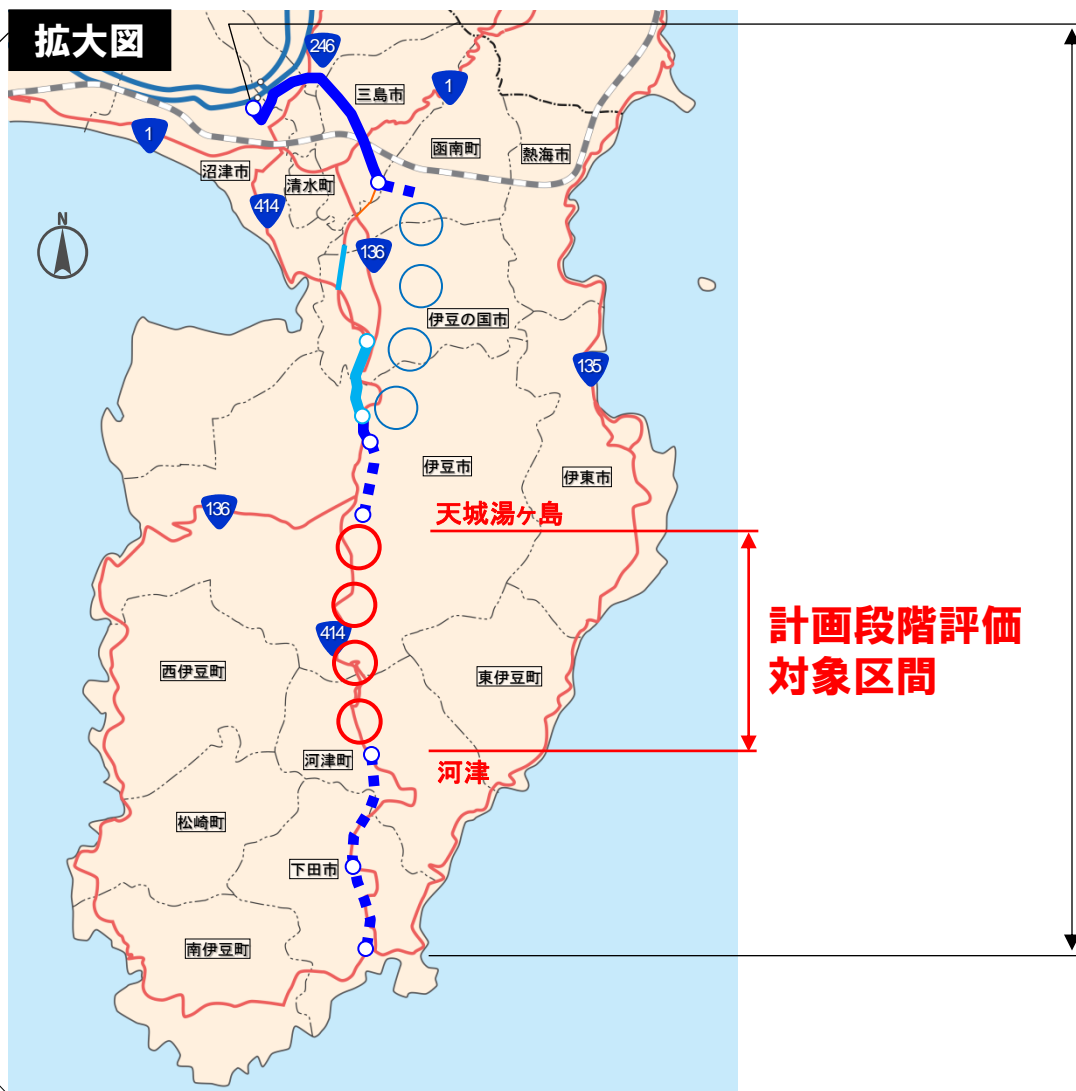 拡大図
246
三島市
1
函南町
熱海市
1
沼津市
清水町
414
N
136
伊豆の国市
135
伊豆市
伊東市
136
天城湯ヶ島
計画段階評価
対象区間
414
西伊豆町
東伊豆町
河津町
河津
松崎町
下田市
南伊豆町